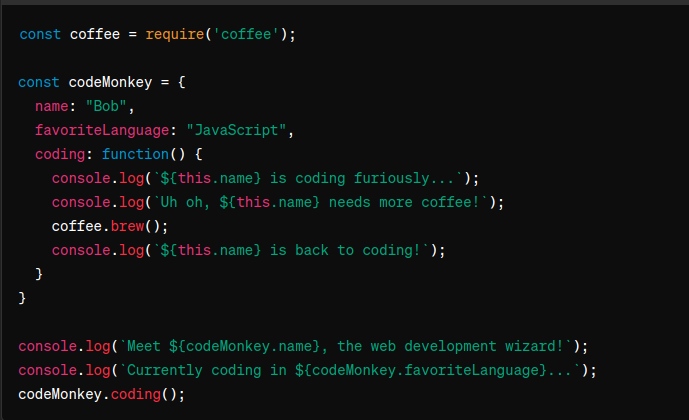 const coffee = require('coffee');

const codeMonkey = {
  name: "Bob",
  favoriteLanguage: "JavaScript",
  coding: function() {
    console.log(`${this.name} is coding furiously...`);
    console.log(`Uh oh, ${this.name} needs more coffee!`);
    coffee.brew();
    console.log(`${this.name} is back to coding!`);
  }
}

console.log(`Meet ${codeMonkey.name}, the web development wizard!`);
console.log(`Currently coding in ${codeMonkey.favoriteLanguage}...`);
codeMonkey.coding();